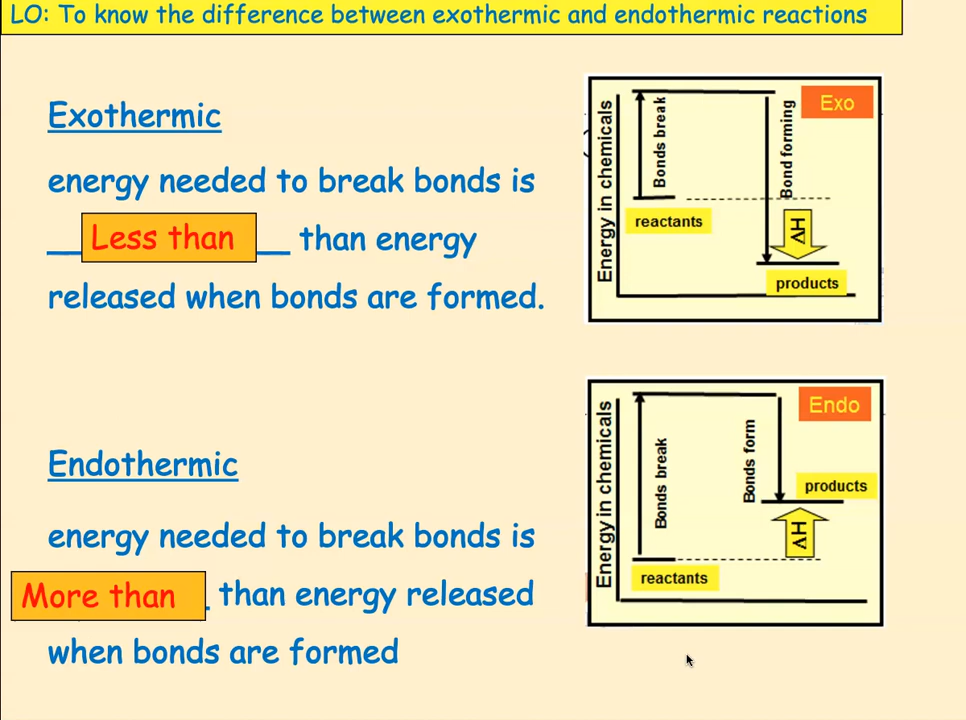 LO: To know the difference between exothermic and endothermic reactions
Exothermic
energy needed to break bonds is
__ Less than __ than energy
released when bonds are formed.
Energy in chemicals
Bonds break
Bond forming
Exo
reactants
ΔH
products
Endothermic
energy needed to break bonds is
More than _ than energy released
when bonds are formed
Energy in chemicals
Bonds break
Bonds form
Endo
products
ΔH
reactants